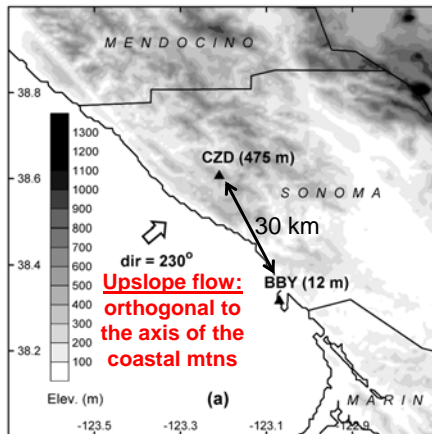 MENDOCINO
38.8
1300
1200
1100
1000
900
800
700
600
500
400
300
200
100
Elev. (m)
38.6
38.4
38.2
CZD (475 m)
SONOMA
30 km
dir = 230°
BBY (12 m)
Upslope flow:
orthogonal to
the axis of the
coastal mtns
(a)
MARIN
-123.5
-123.3
-123.1
-122.9